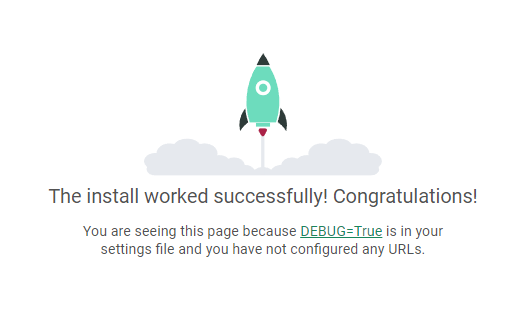 The install worked successfully! Congratulations!
You are seeing this page because DEBUG=True is in your
settings file and you have not configured any URLs.